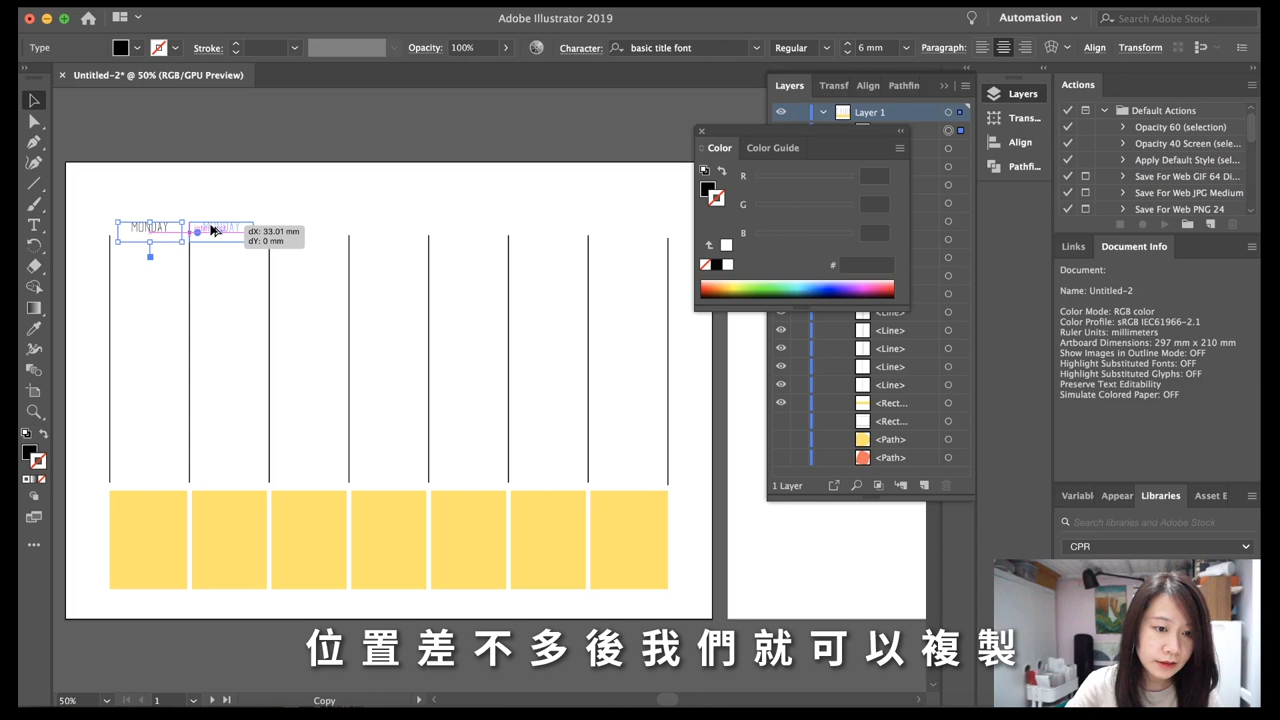 Adobe Illustrator 2019
Automation
Search Adobe Stock
Type
Stroke:
Opacity: 100%
Character:
basic title font
Regular
6 mm
Paragraph:
Align
Transform
Untitled-2* @ 50% (RGB/GPU Preview)
Layers
Transf
Align
Pathfin
Layer 1
Color
Color Guide
R
G
B
#
<Line>
<Line>
<Line>
<Line>
<Line>
<Rect...
<Rect...
<Path>
<Path>
1 Layer
Layers
Trans...
Align
Pathfi...
Actions
Default Actions
Opacity 60 (selection)
Opacity 40 Screen (sele...
Apply Default Style (sel...
Save For Web GIF 64 Di...
Save For Web JPG Medium
Save For Web PNG 24
Links
Document Info
Document:
Name: Untitled-2
Color Mode: RGB color
Color Profile: sRGB IEC61966-2.1
Ruler Units: millimeters
Artboard Dimensions: 297 mm x 210 mm
Show Images in Outline Mode: OFF
Highlight Substituted Fonts: OFF
Highlight Substituted Glyphs: OFF
Preserve Text Editability
Simulate Colored Paper: OFF
Variabl
Appear
Libraries
Asset E
Search libraries and Adobe Stock
CPR
MONDAY
MONDAY
dX: 33.01 mm
dY: 0 mm
位置差不多後我們就可以複製
50%
1
Copy